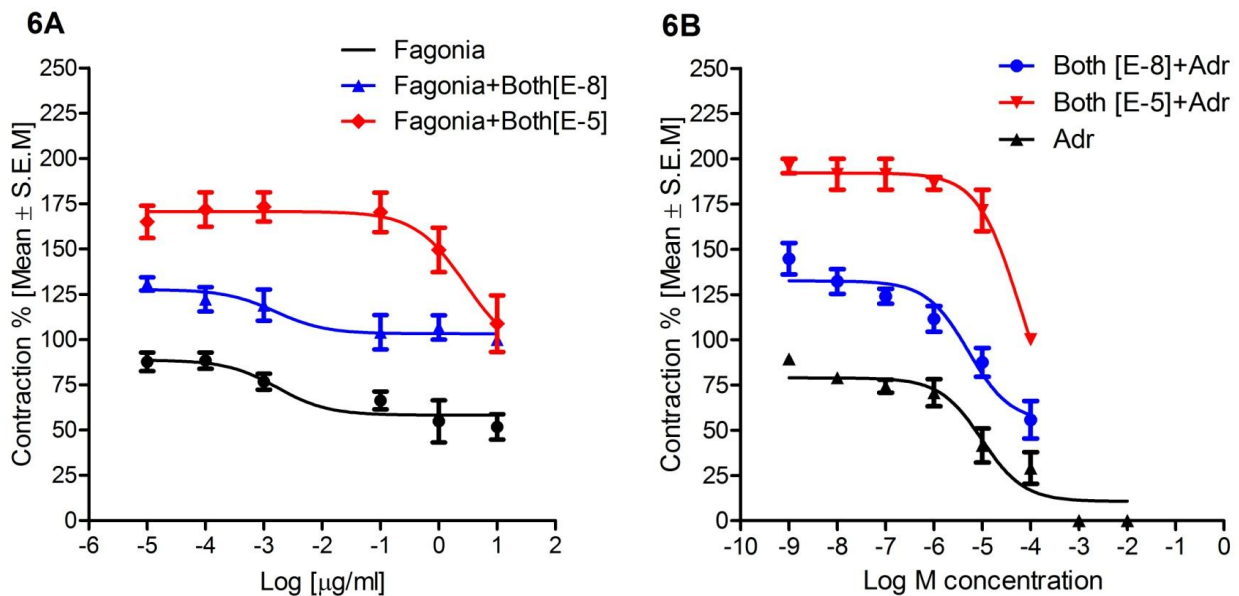 6A
Fagonia
Fagonia+Both[E-8]
Fagonia+Both[E-5]
Contraction % [Mean ± S.E.M]
250
225
200
175
150
125
100
75
50
25
0
-6 -5 -4 -3 -2 -1 0 1 2
Log [μg/ml]
6B
Both [E-8]+Adr
Both [E-5]+Adr
Adr
Contraction % [Mean ± S.E.M]
250
225
200
175
150
125
100
75
50
25
0
-10 -9 -8 -7 -6 -5 -4 -3 -2 -1 0
Log M concentration